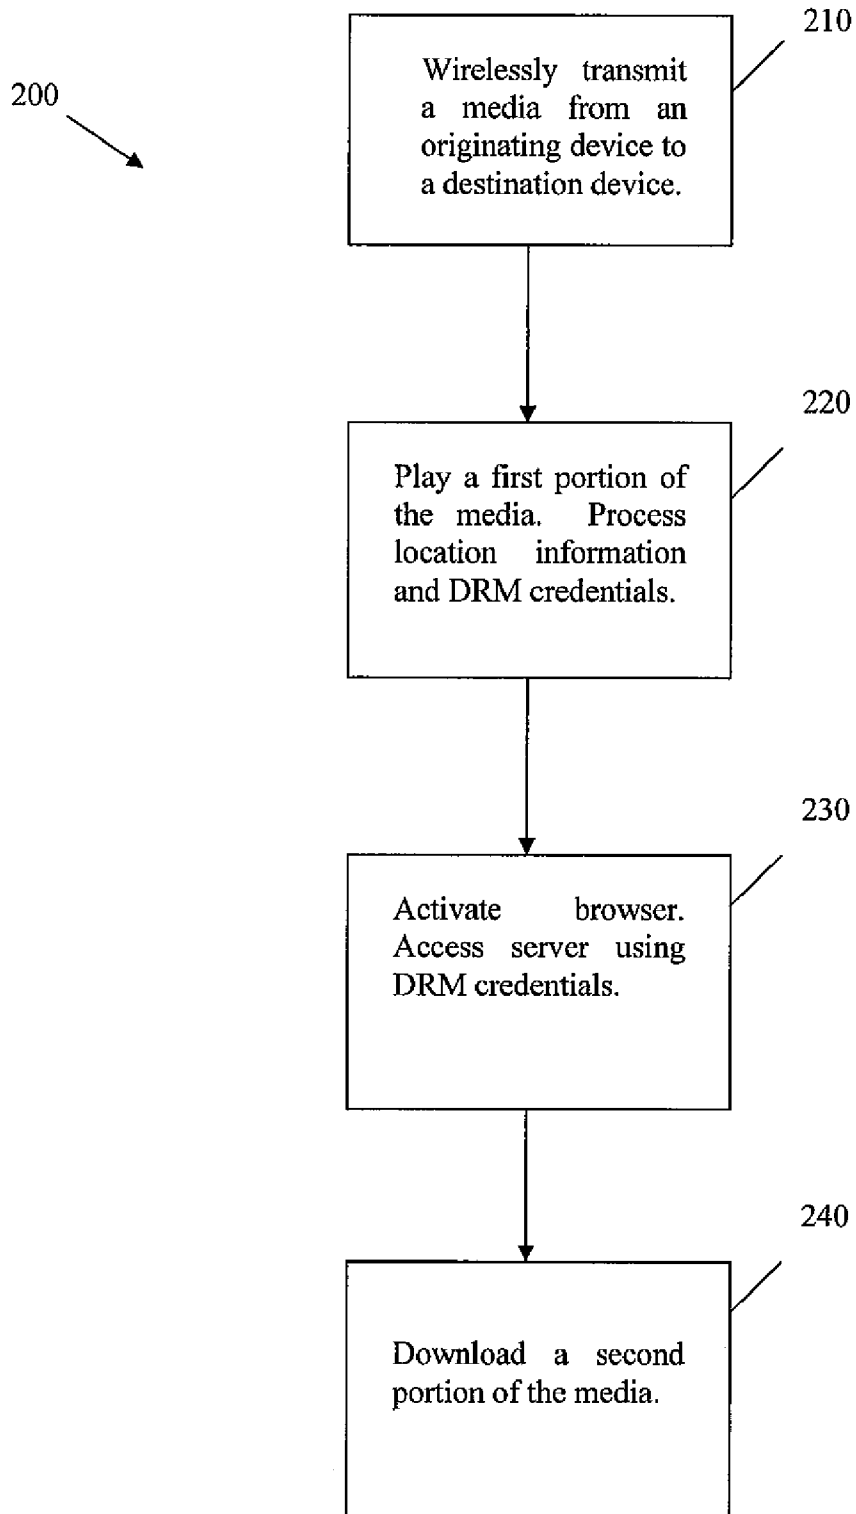 210
Wirelessly transmit
a media from an
originating device to
a destination device.
200
220
Play a first portion of
the media. Process
location information
and DRM credentials.
230
Activate browser.
Access server using
DRM credentials.
240
Download a second
portion of the media.